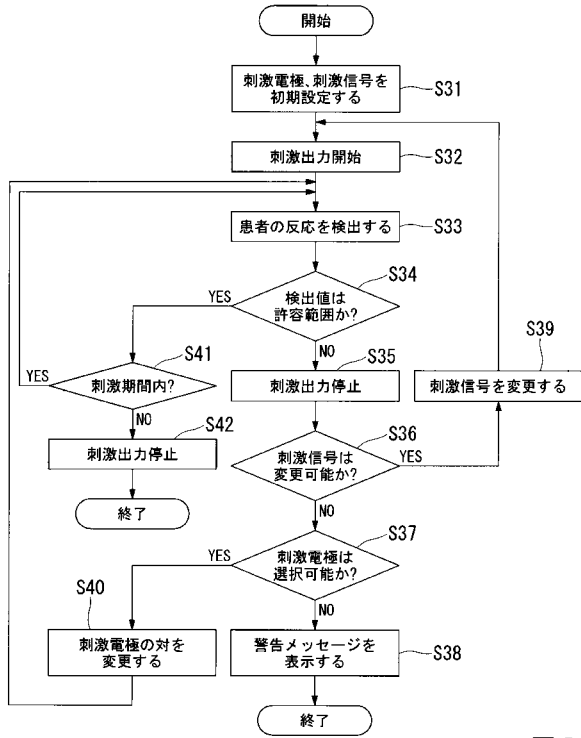 開始
刺激電極、刺激信号を
初期設定する
S31
刺激出力開始
S32
患者の反応を検出する
S33
検出値は
許容範囲か?
S34
YES
NO
刺激期間内?
S41
YES
NO
刺激出力停止
S35
刺激信号を変更する
S39
刺激出力停止
S42
終了
刺激信号は
変更可能か?
S36
YES
NO
刺激電極は
選択可能か?
S37
YES
NO
刺激電極の対を
変更する
S40
警告メッセージを
表示する
S38
終了